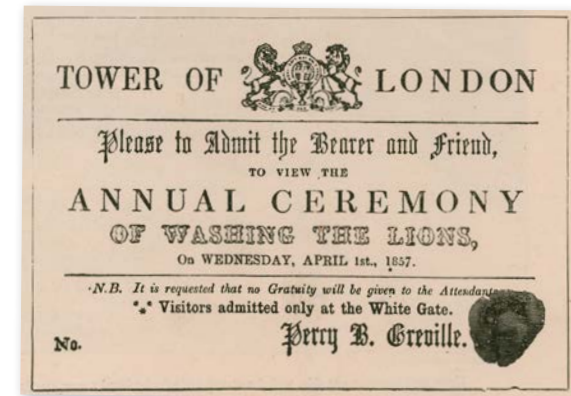 TOWER OF LONDON
Please to Admit the Bearer and Friend,
TO VIEW THE
ANNUAL CEREMONY
OF WASHING THE LIONS,
On WEDNESDAY, APRIL 1st., 1857.
N.B. It is requested that no Gratuity will be given to the
*⁎* Visitors admitted only at the White Gate.
No.
Perry B. Greville.